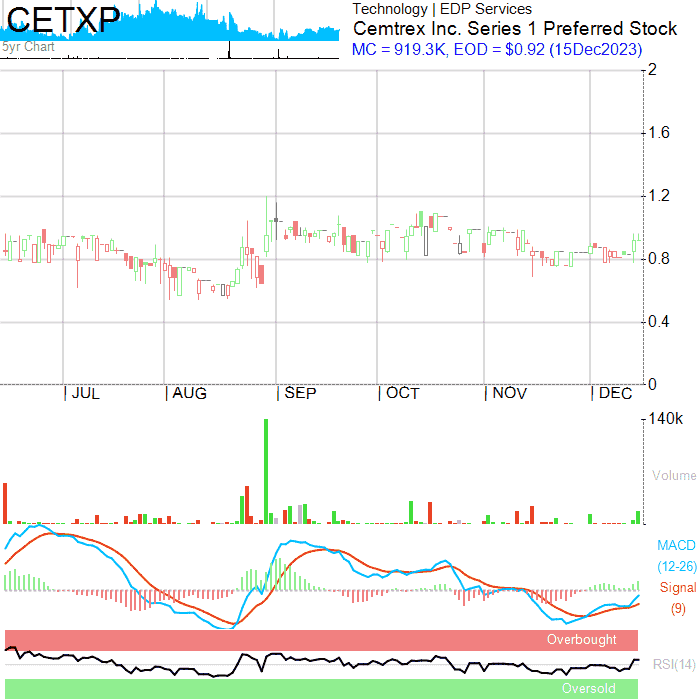 CETXP
Technology | EDP Services
Cemtrex Inc. Series 1 Preferred Stock
5yr Chart
MC = 919.3K, EOD = $0.92 (15Dec2023)
2
1.6
1.2
0.8
0.4
0
| JUL | AUG | SEP | OCT | NOV | DEC
140k
Volume
MACD
(12-26)
Signal
(9)
Overbought
RSI(14)
Oversold